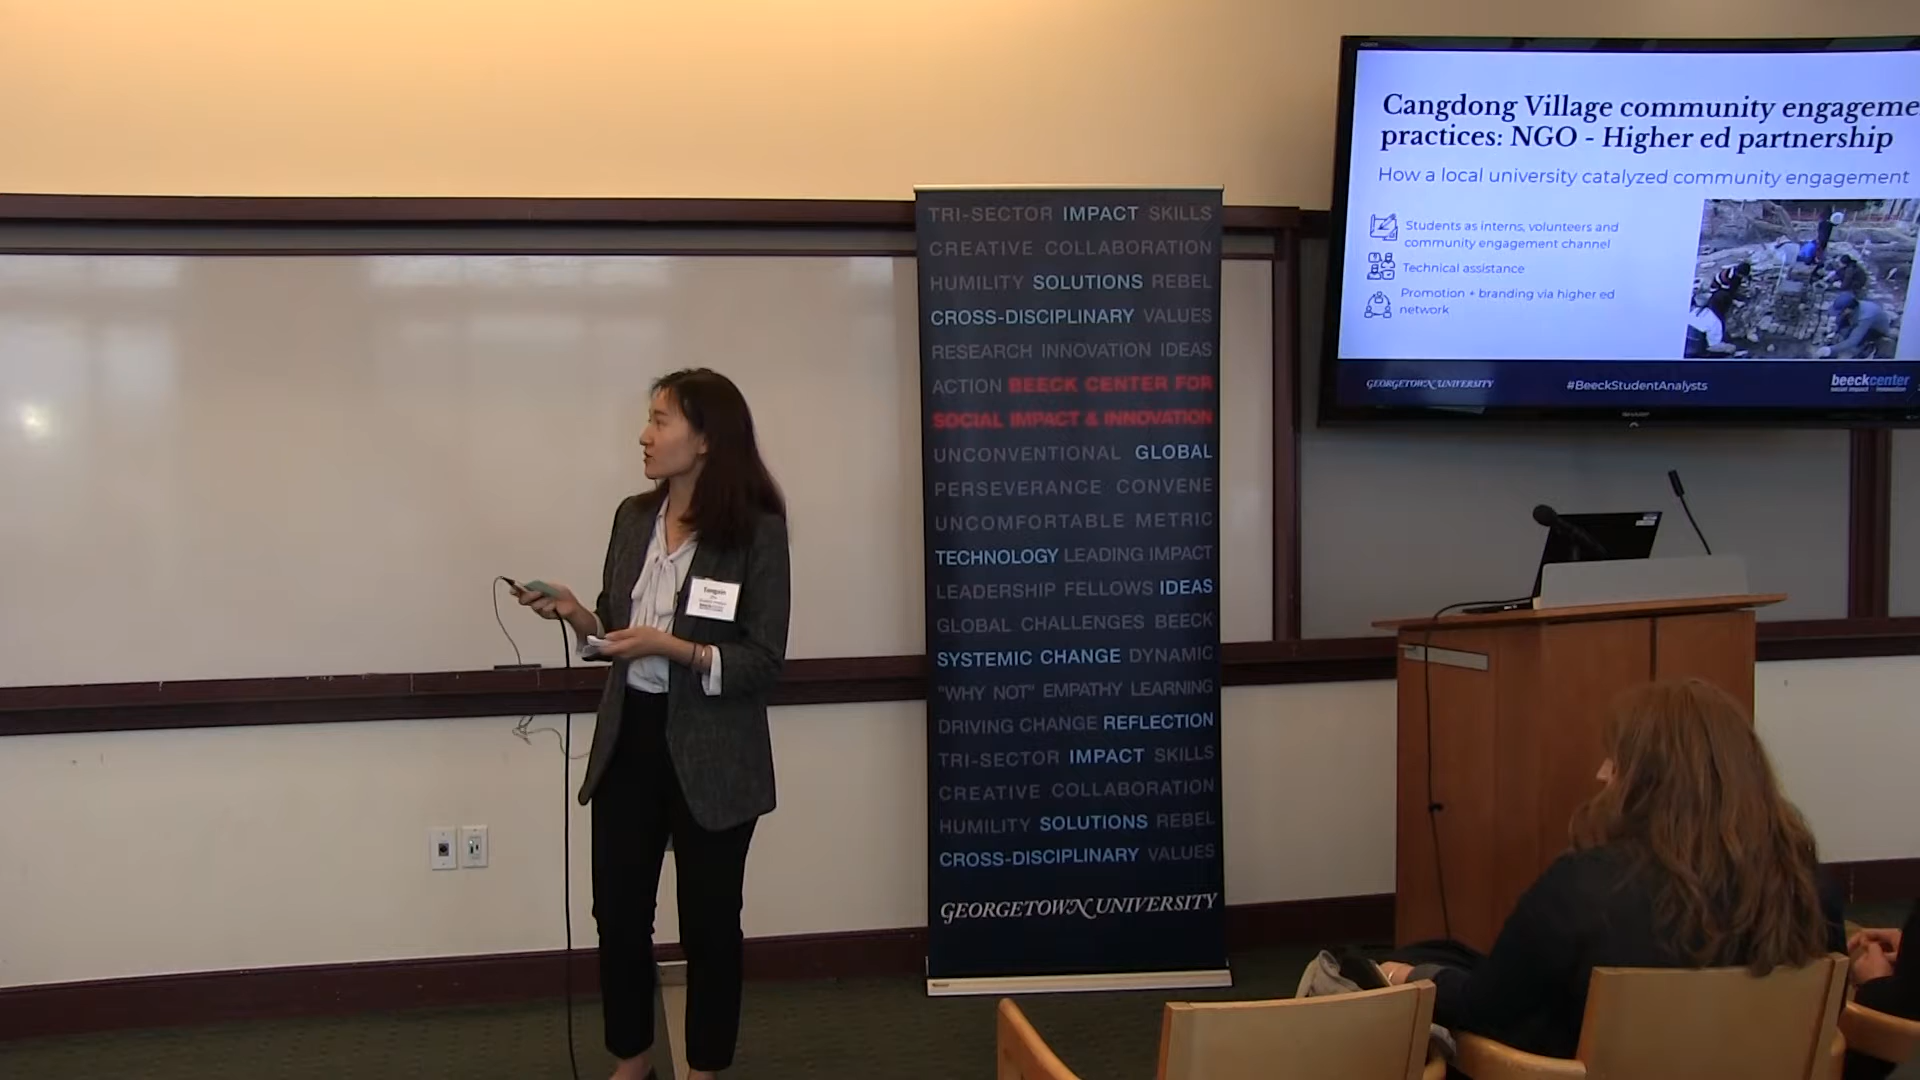 TRI-SECTOR IMPACT SKILLS
CREATIVE COLLABORATION
HUMILITY SOLUTIONS REBEL
CROSS-DISCIPLINARY VALUES
RESEARCH INNOVATION IDEAS
ACTION BEECK CENTER FOR
SOCIAL IMPACT & INNOVATION
UNCONVENTIONAL GLOBAL
PERSEVERANCE CONVENE
UNCOMFORTABLE METRIC
TECHNOLOGY LEADING IMPACT
LEADERSHIP FELLOWS IDEAS
GLOBAL CHALLENGES BEECK
SYSTEMIC CHANGE DYNAMIC
"WHY NOT" EMPATHY LEARNING
DRIVING CHANGE REFLECTION
TRI-SECTOR IMPACT SKILLS
CREATIVE COLLABORATION
HUMILITY SOLUTIONS REBEL
CROSS-DISCIPLINARY VALUES
GEORGETOWN UNIVERSITY
Cangdong Village community engageme
practices: NGO - Higher ed partnership
How a local university catalyzed community engagement
Students as interns, volunteers and
community engagement channel
Technical assistance
Promotion + branding via higher ed
network
GEORGETOWN UNIVERSITY
#BeeckStudentAnalysts
beeckcenter
social impact + innovation
SHARP